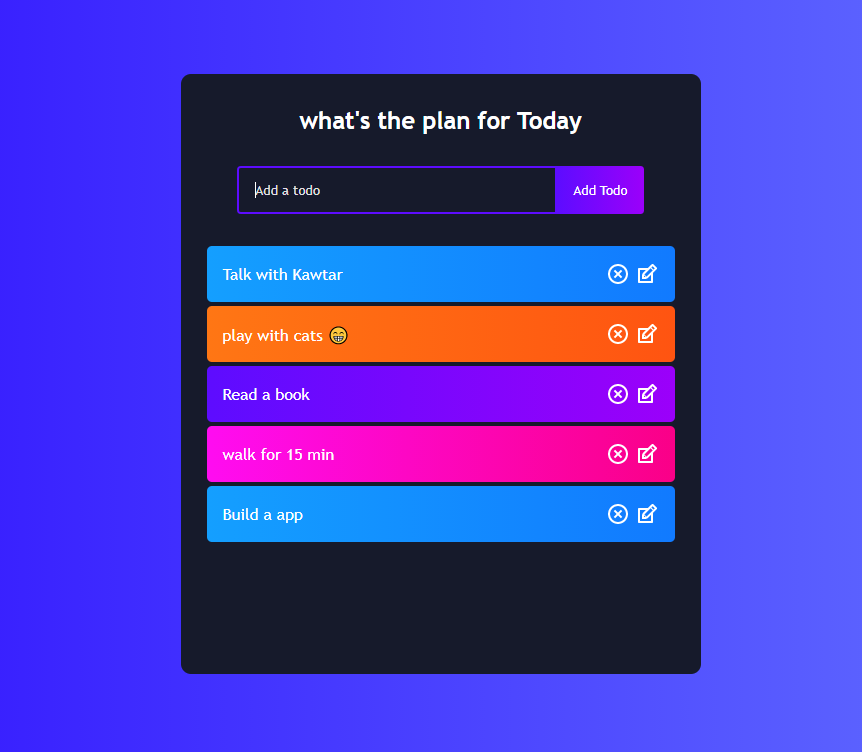 what's the plan for Today
Add a todo
Add Todo
Talk with Kawtar
play with cats 😁
Read a book
walk for 15 min
Build a app